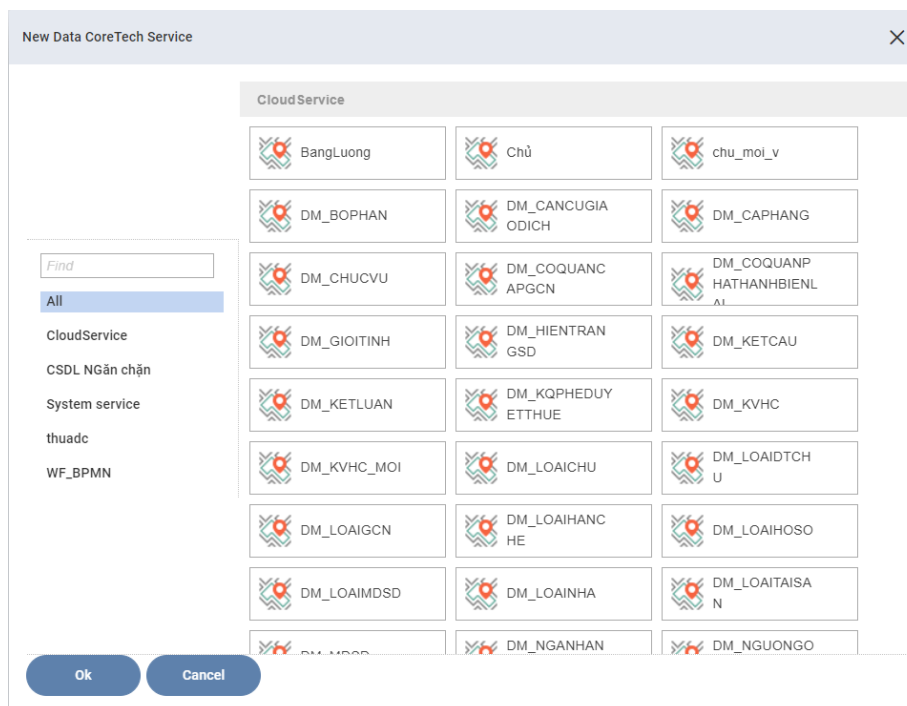 New Data CoreTech Service
CloudService
BangLuong
Chủ
chu_moi_v
DM_BOPHAN
DM_CANCUGIA
ODICH
DM_CAPHANG
Find
All
CloudService
CSDL NGăn chặn
System service
thuadc
WF_BPMN
DM_CHUCVU
DM_COQUANC
APGCN
DM_COQUANP
HATHANHBIENL
DM_GIOITINH
DM_HIENTRAN
GSD
DM_KETCAU
DM_KETLUAN
DM_KQPHEDUY
ETTHUE
DM_KVHC
DM_KVHC_MOI
DM_LOAICHU
DM_LOAIDTCH
U
DM_LOAIGCN
DM_LOAIHANC
HE
DM_LOAIHOSO
DM_LOAIMDSD
DM_LOAINHA
DM_LOAITAISA
N
DM_NGANHAN
DM_NGUONGO
Ok
Cancel